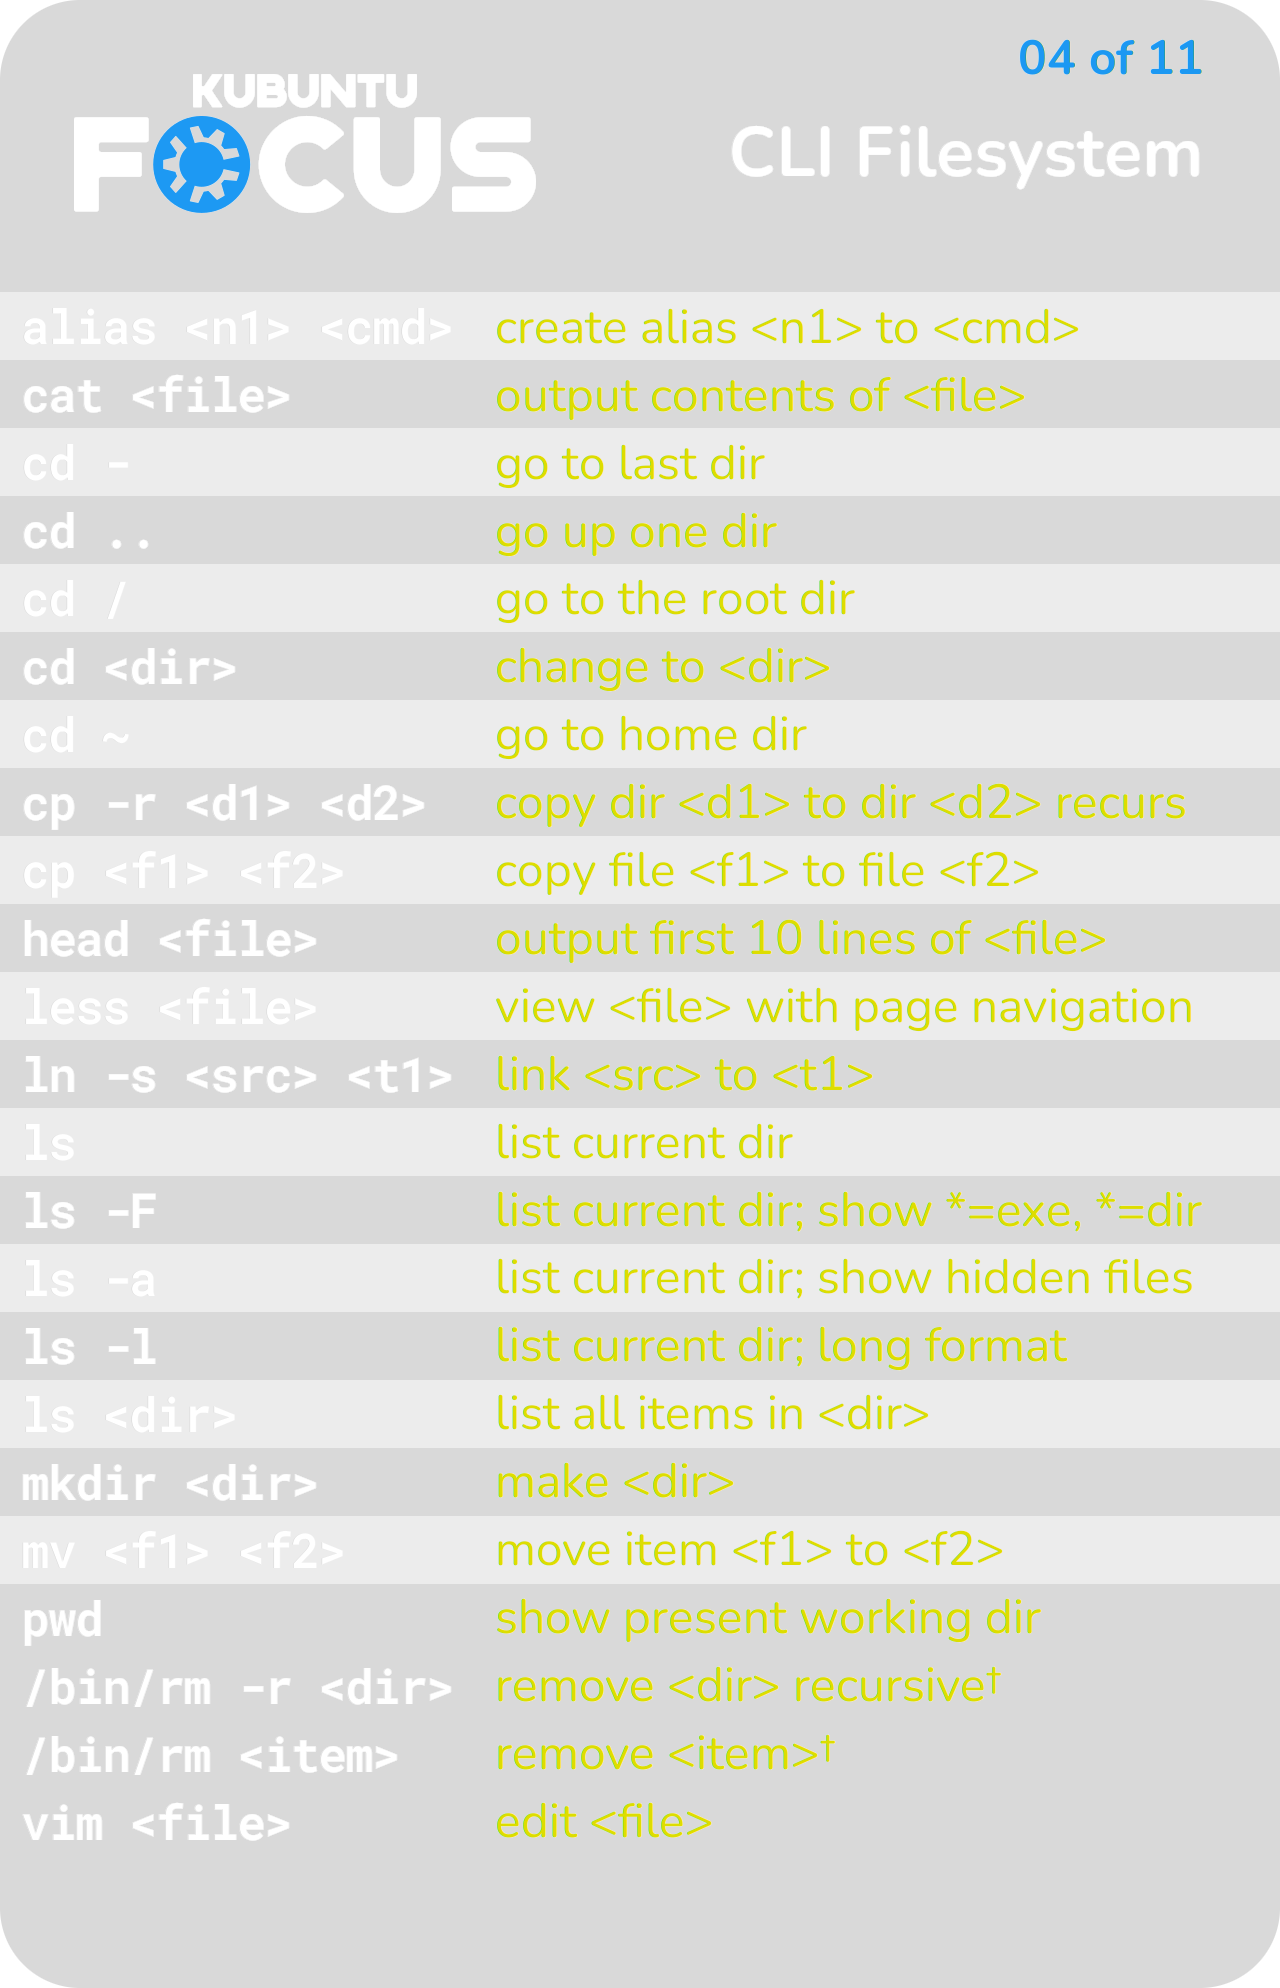 04 of 11
KUBUNTU
FOCUS
CLI Filesystem
alias <n1> <cmd> create alias <n1> to <cmd>
cat <file> output contents of <file>
cd - go to last dir
cd .. go up one dir
cd / go to the root dir
cd <dir> change to <dir>
cd ~ go to home dir
cp -r <d1> <d2> copy dir <d1> to dir <d2> recurs
cp <f1> <f2> copy file <f1> to file <f2>
head <file> output first 10 lines of <file>
less <file> view <file> with page navigation
ln -s <src> <t1> link <src> to <t1>
ls list current dir
ls -F list current dir; show *=exe, *=dir
ls -a list current dir; show hidden files
ls -l list current dir; long format
ls <dir> list all items in <dir>
mkdir <dir> make <dir>
mv <f1> <f2> move item <f1> to <f2>
pwd show present working dir
/bin/rm -r <dir> remove <dir> recursive†
/bin/rm <item> remove <item>†
vim <file> edit <file>